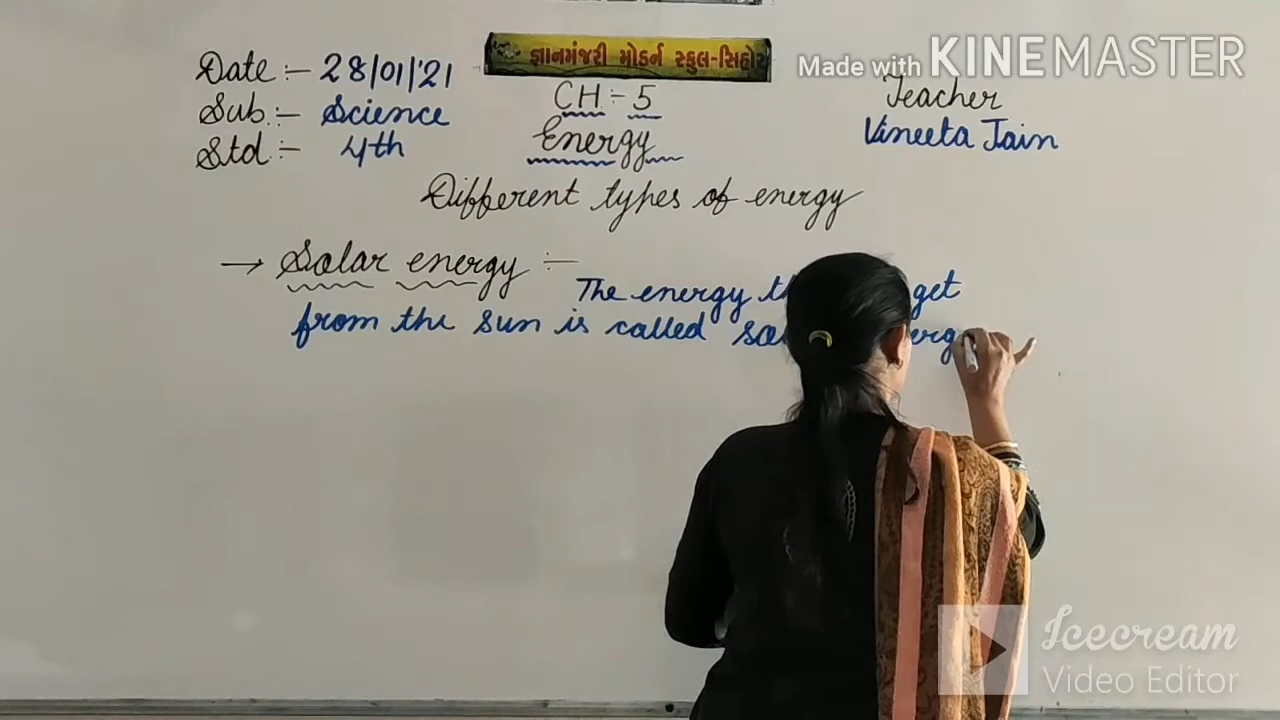 જ્ઞાનમંજરી મોડર્ન સ્કુલ-સિહોર
Made with KINEMASTER
Date :- 28/01/'21
Sub. :- Science
Std :- 4th
CH :- 5
Energy
Teacher
Vineeta Jain
Different types of energy
→ Solar energy :-
The energy get
from the sun is called
Icecream
Video Editor